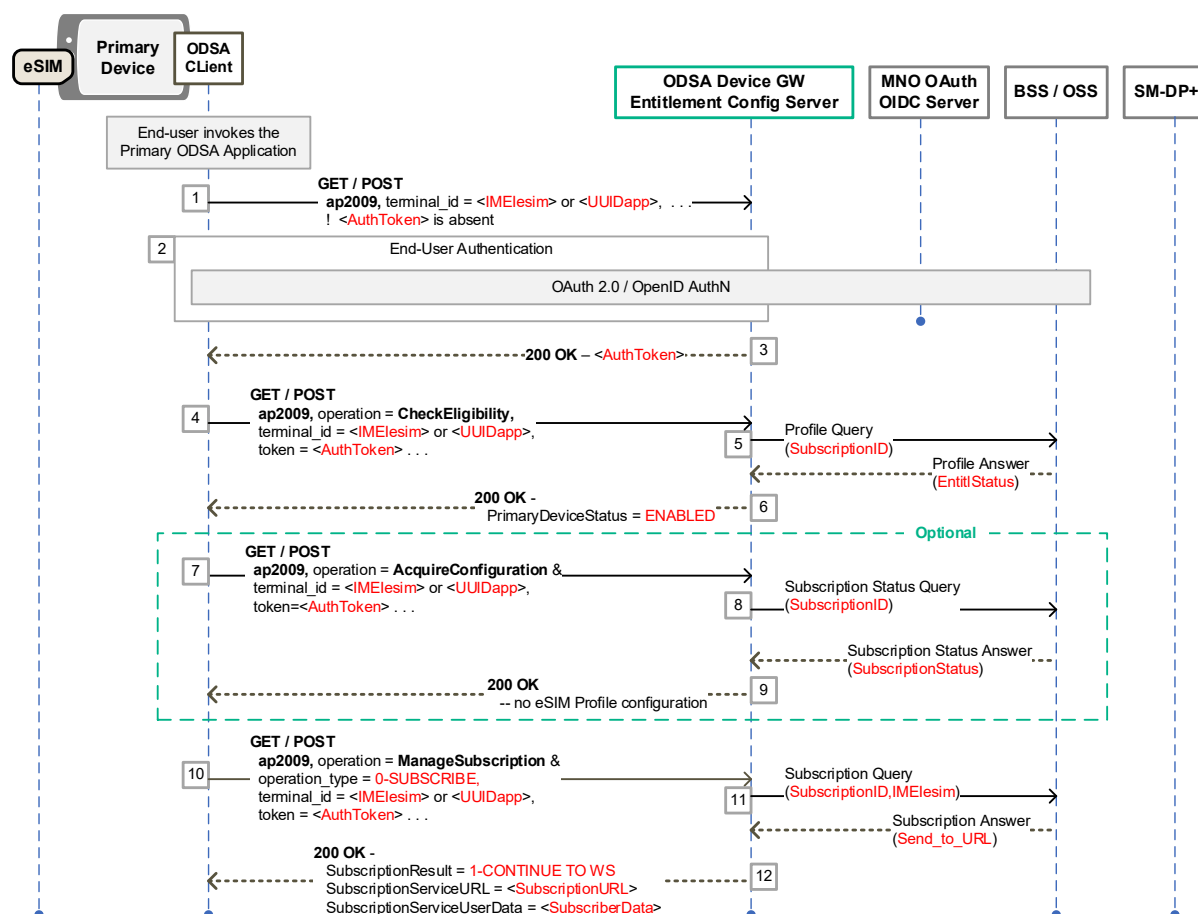 eSIM
Primary
Device
ODSA
CLient
ODSA Device GW
Entitlement Config Server
MNO OAuth
OIDC Server
BSS / OSS
SM-DP+
End-user invokes the
Primary ODSA Application
1
GET / POST
ap2009, terminal_id = <IMEIesim> or <UUIDapp>, . . .
! <AuthToken> is absent
2
End-User Authentication
OAuth 2.0 / OpenID AuthN
200 OK – <AuthToken>
3
4
GET / POST
ap2009, operation = CheckEligibility,
terminal_id = <IMEIesim> or <UUIDapp>,
token = <AuthToken> . . .
5
Profile Query
(SubscriptionID)
Profile Answer
(EntitlStatus)
200 OK -
PrimaryDeviceStatus = ENABLED
6
Optional
7
GET / POST
ap2009, operation = AcquireConfiguration &
terminal_id = <IMEIesim> or <UUIDapp>,
token=<AuthToken> . . .
8
Subscription Status Query
(SubscriptionID)
Subscription Status Answer
(SubscriptionStatus)
200 OK
-- no eSIM Profile configuration
9
10
GET / POST
ap2009, operation = ManageSubscription &
operation_type = 0-SUBSCRIBE,
terminal_id = <IMEIesim> or <UUIDapp>,
token = <AuthToken> . . .
11
Subscription Query
(SubscriptionID,IMEIesim)
Subscription Answer
(Send_to_URL)
200 OK -
SubscriptionResult = 1-CONTINUE TO WS
SubscriptionServiceURL = <SubscriptionURL>
SubscriptionServiceUserData = <SubscriberData>
12